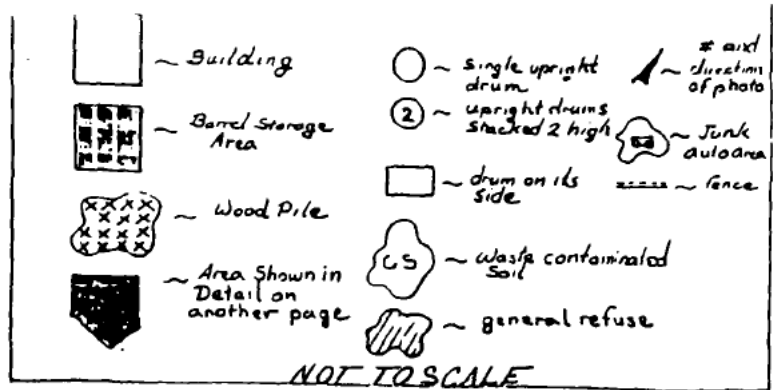 ~ Building
~ Barrel Storage
Area
~ Wood Pile
~ Area Shown in
Detail on
another page
~ single upright
drum
2 ~ upright drums
stacked 2 high
~ drum on its
side
CS ~ waste contaminated
soil
~ general refuse
# and
~ direction
of photo
~ Junk
auto area
~ fence
NOT TO SCALE